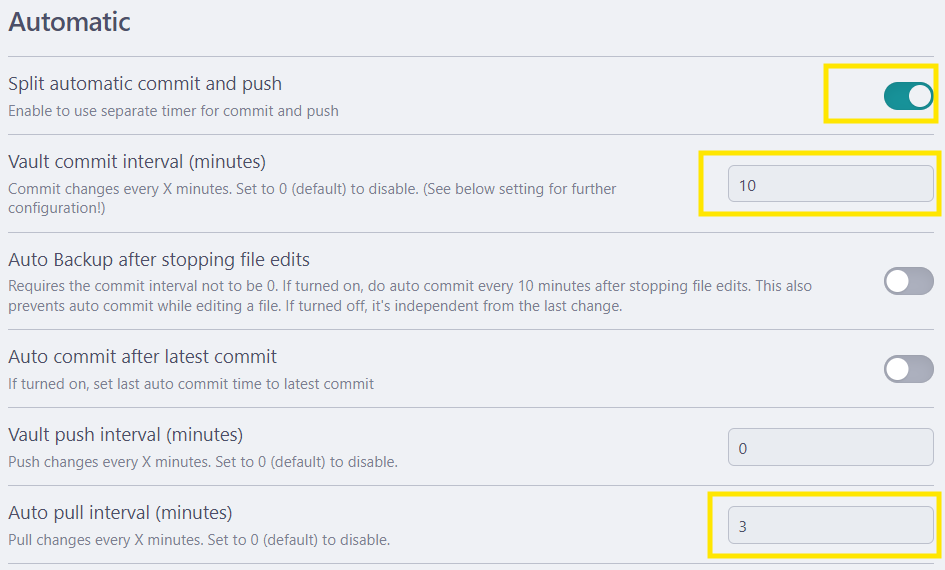 Automatic
Split automatic commit and push
Enable to use separate timer for commit and push
Vault commit interval (minutes)
Commit changes every X minutes. Set to 0 (default) to disable. (See below setting for further
configuration!)
10
Auto Backup after stopping file edits
Requires the commit interval not to be 0. If turned on, do auto commit every 10 minutes after stopping file edits. This also
prevents auto commit while editing a file. If turned off, it's independent from the last change.
Auto commit after latest commit
If turned on, set last auto commit time to latest commit
Vault push interval (minutes)
Push changes every X minutes. Set to 0 (default) to disable.
0
Auto pull interval (minutes)
Pull changes every X minutes. Set to 0 (default) to disable.
3